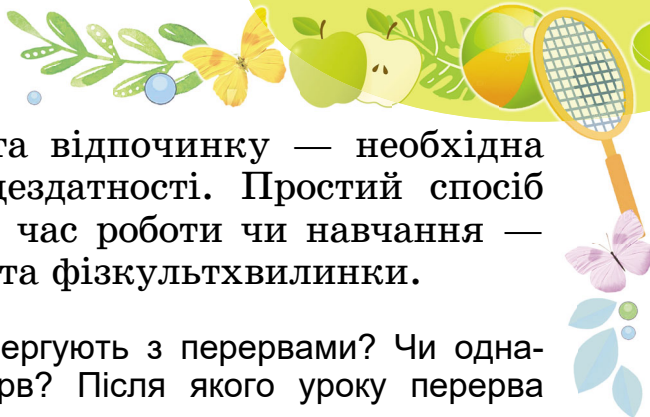 та відпочинку — необхідна
дездатності. Простий спосіб
час роботи чи навчання —
та фізкультхвилинки.
ергують з перервами? Чи одна-
рв? Після якого уроку перерва